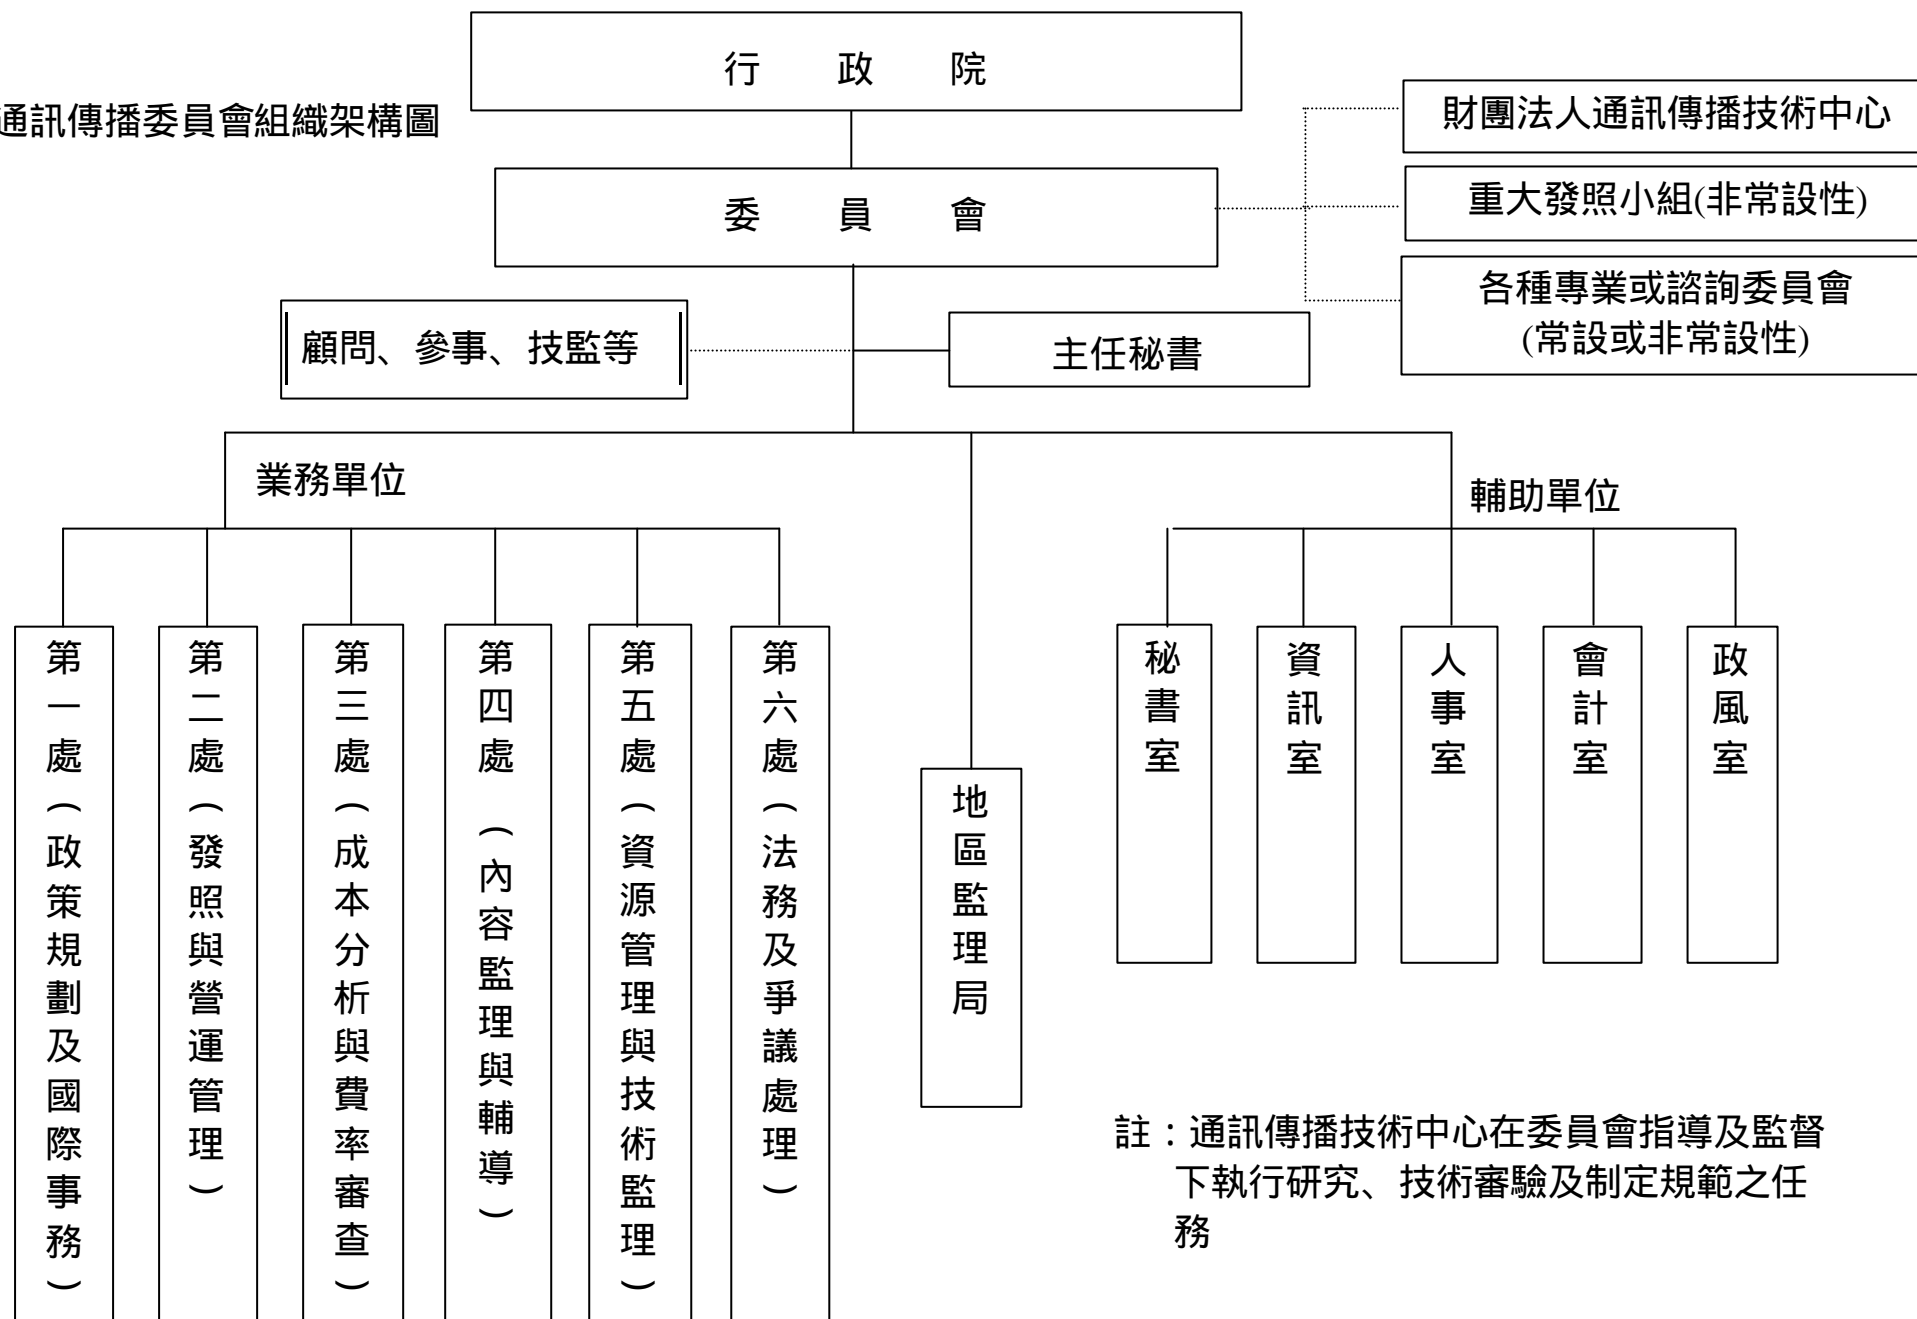 行政院
通訊傳播委員會組織架構圖
財團法人通訊傳播技術中心
委員會
重大發照小組(非常設性)
各種專業或諮詢委員會
(常設或非常設性)
顧問、參事、技監等
主任秘書
業務單位
輔助單位
第一處(政策規劃及國際事務)
第二處(發照與營運管理)
第三處(成本分析與費率審查)
第四處(內容監理與輔導)
第五處(資源管理與技術監理)
第六處(法務及爭議處理)
地區監理局
秘書室
資訊室
人事室
會計室
政風室
註：通訊傳播技術中心在委員會指導及監督
下執行研究、技術審驗及制定規範之任
務